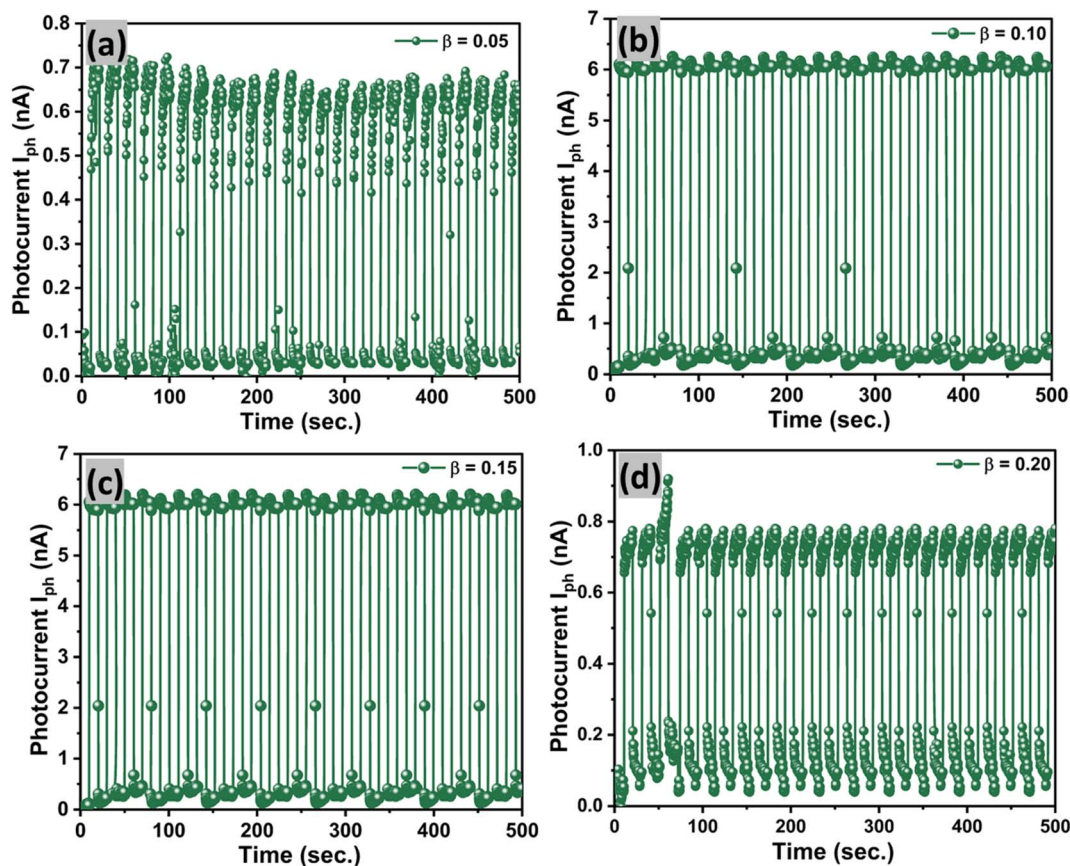 (a)
β = 0.05
0.8
0.7
0.6
0.5
0.4
0.3
0.2
0.1
0.0
Photocurrent I_ph (nA)
0 100 200 300 400 500
Time (sec.)
(b)
β = 0.10
7
6
5
4
3
2
1
0
Photocurrent I_ph (nA)
0 100 200 300 400 500
Time (sec.)
(c)
β = 0.15
7
6
5
4
3
2
1
0
Photocurrent I_ph (nA)
0 100 200 300 400 500
Time (sec.)
(d)
β = 0.20
1.0
0.8
0.6
0.4
0.2
0.0
Photocurrent I_ph (nA)
0 100 200 300 400 500
Time (sec.)